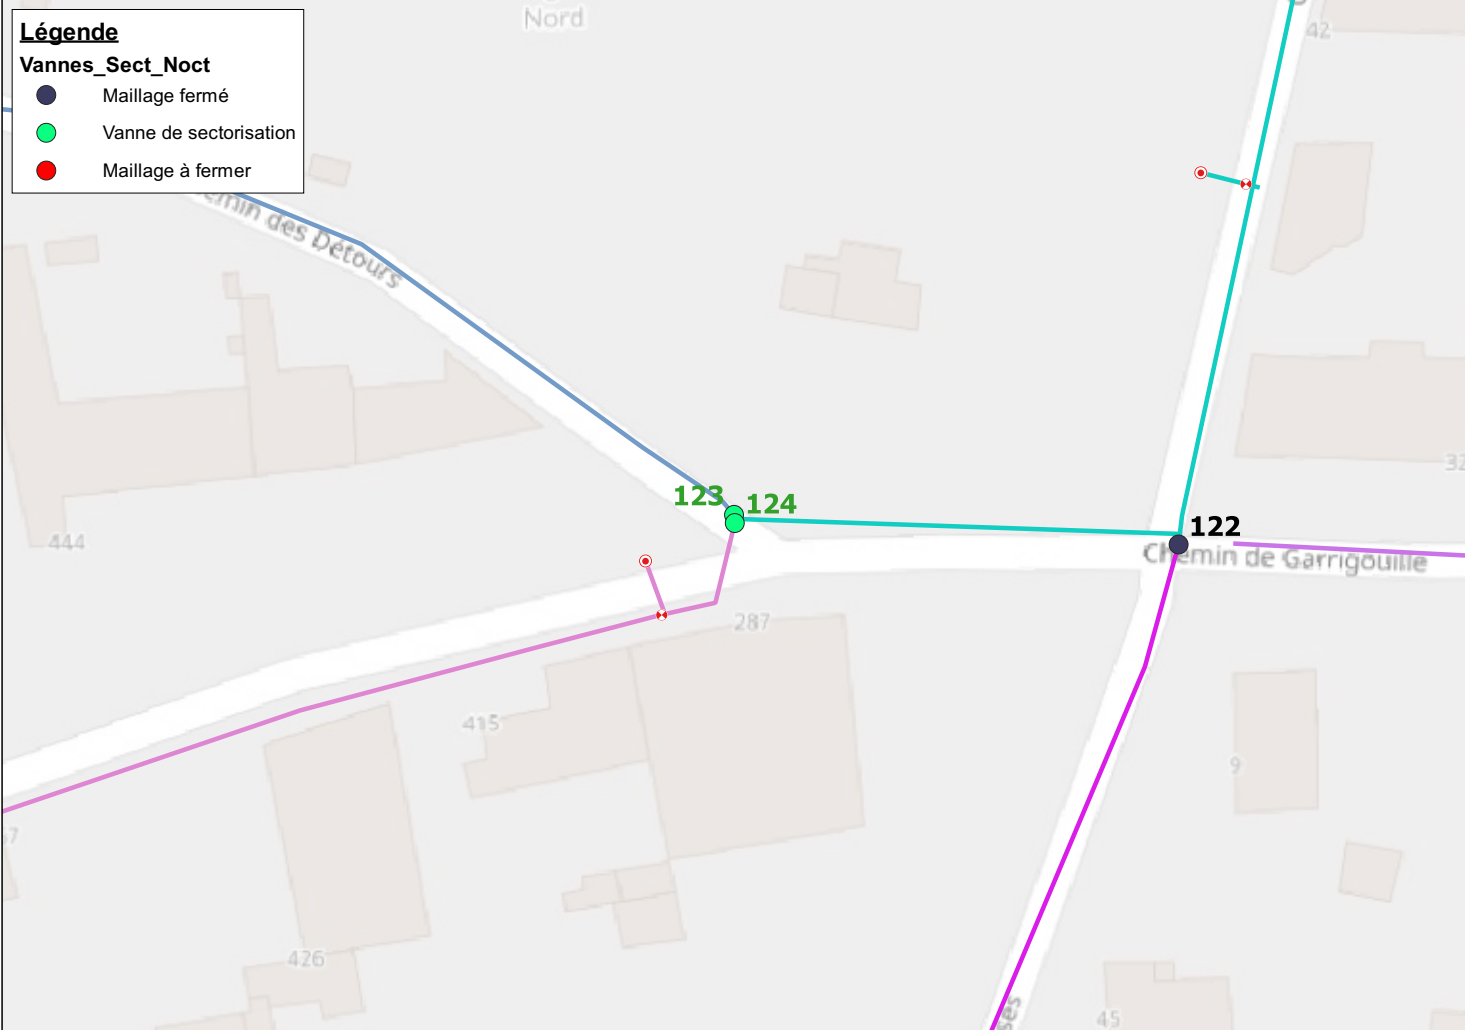 Légende
Vannes_Sect_Noct
Maillage fermé
Vanne de sectorisation
Maillage à fermer
Nord
42
des Détours
32
123
124
122
444
Chemin de Garrigouille
287
415
9
426
45